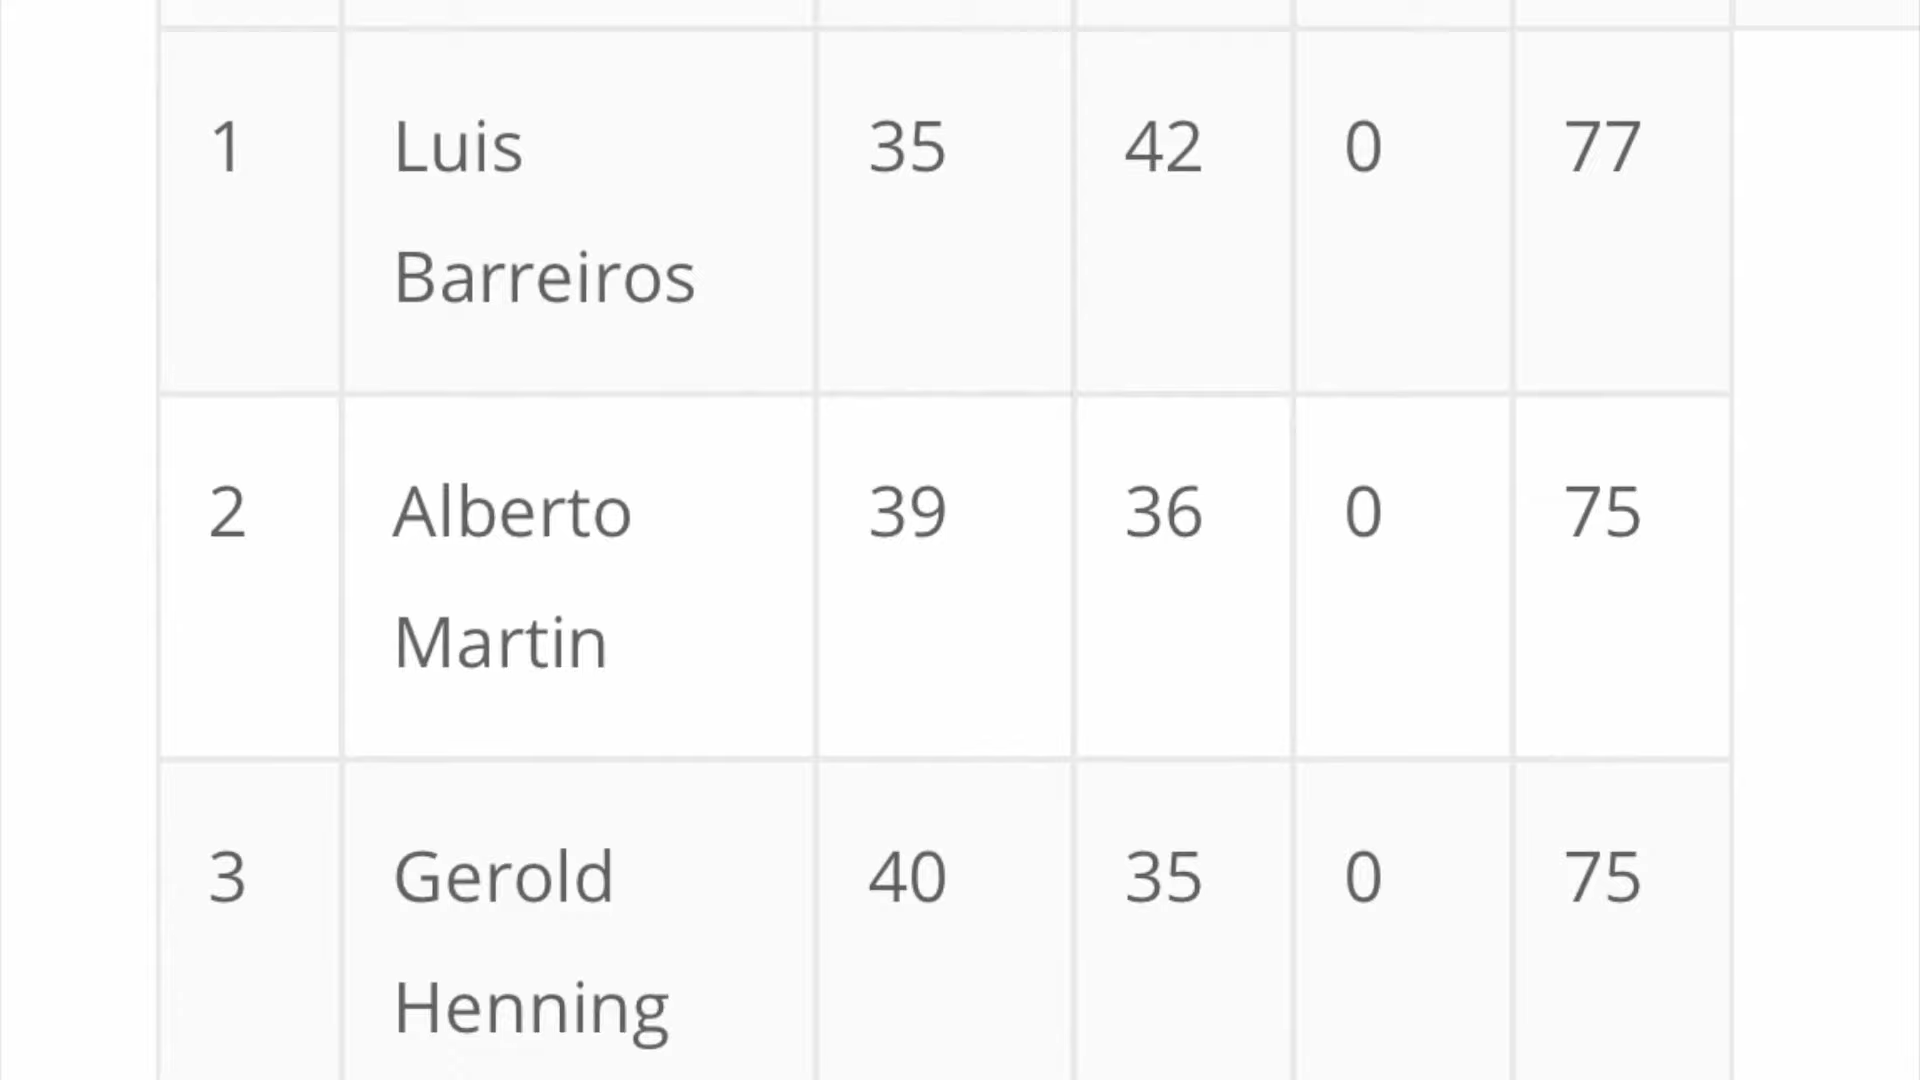 1 Luis 35 42 0 77
Barreiros
2 Alberto 39 36 0 75
Martin
3 Gerold 40 35 0 75
Henning